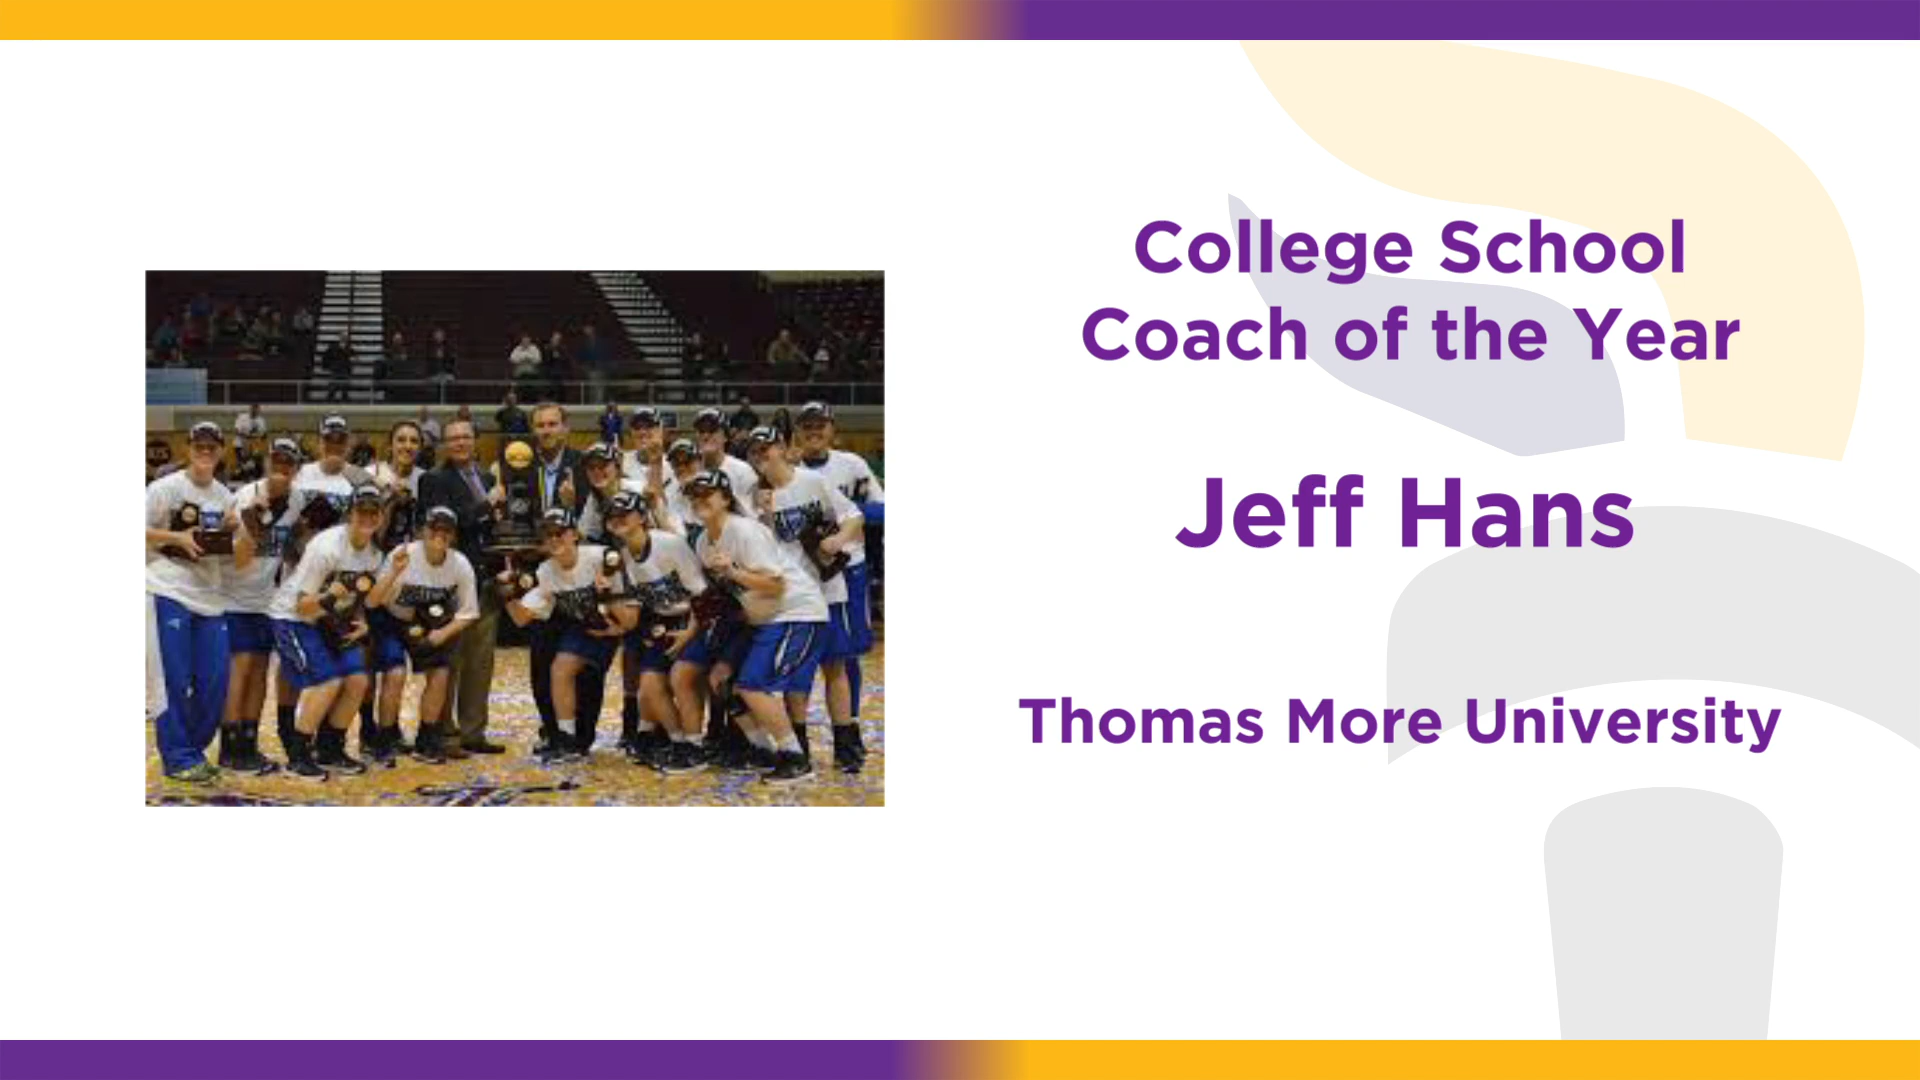 College School
Coach of the Year
Jeff Hans
Thomas More University